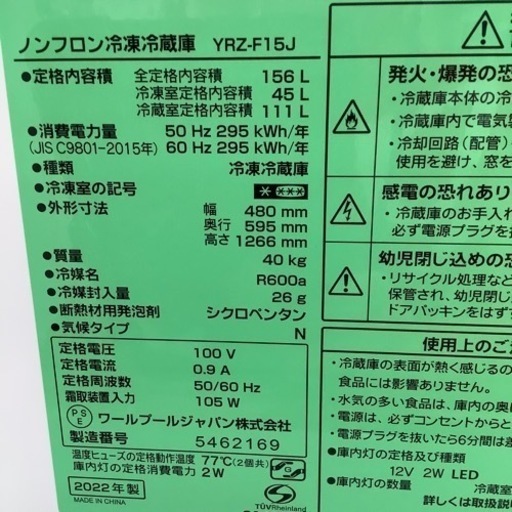 ノンフロン冷凍冷蔵庫 YRZ-F15J
●定格内容積 全定格内容積 156 L
冷凍室定格内容積 45 L
冷蔵室定格内容積 111 L
●消費電力量 50 Hz 295 kWh/年
(JIS C9801-2015年) 60 Hz 295 kWh/年
●種類 冷凍冷蔵庫
●冷凍室の記号
●外形寸法 幅 480 mm
奥行 595 mm
高さ 1266 mm
●質量 40 kg
●冷媒名 R600a
●冷媒封入量 26 g
●断熱材用発泡剤 シクロペンタン
●気候タイプ N
定格電圧 100 V
定格電流 0.9 A
定格周波数 50/60 Hz
霜取装置入力 105 W
PSE ワールプールジャパン株式会社
製造番号 5462169
温度ヒューズの定格動作温度 77℃(2個共)
庫内灯の定格消費電力 2W
2022年製
MADE IN CHINA
TÜVRheinland
発火・爆発の恐
・冷蔵庫本体の冷
・冷蔵庫内で電気製
・冷却回路(配管)
使用を避け、窓を
感電の恐れあり
・冷蔵庫のお手入れ
必ず電源プラグを抜
幼児閉じ込めの恐
・リサイクル処理など
保管され、幼児閉じ
ドアパッキンをはず
使用上のご
・冷蔵庫の表面が熱く感じるの
食品には影響ありません。
・水気の多い食品は、庫内の奥
・電源は、必ずコンセントから
・電源プラグを抜いたら6分間は
●庫内灯の定格及び種類
12V 2W LED
●庫内灯の数量 冷蔵室
詳しくは取扱説